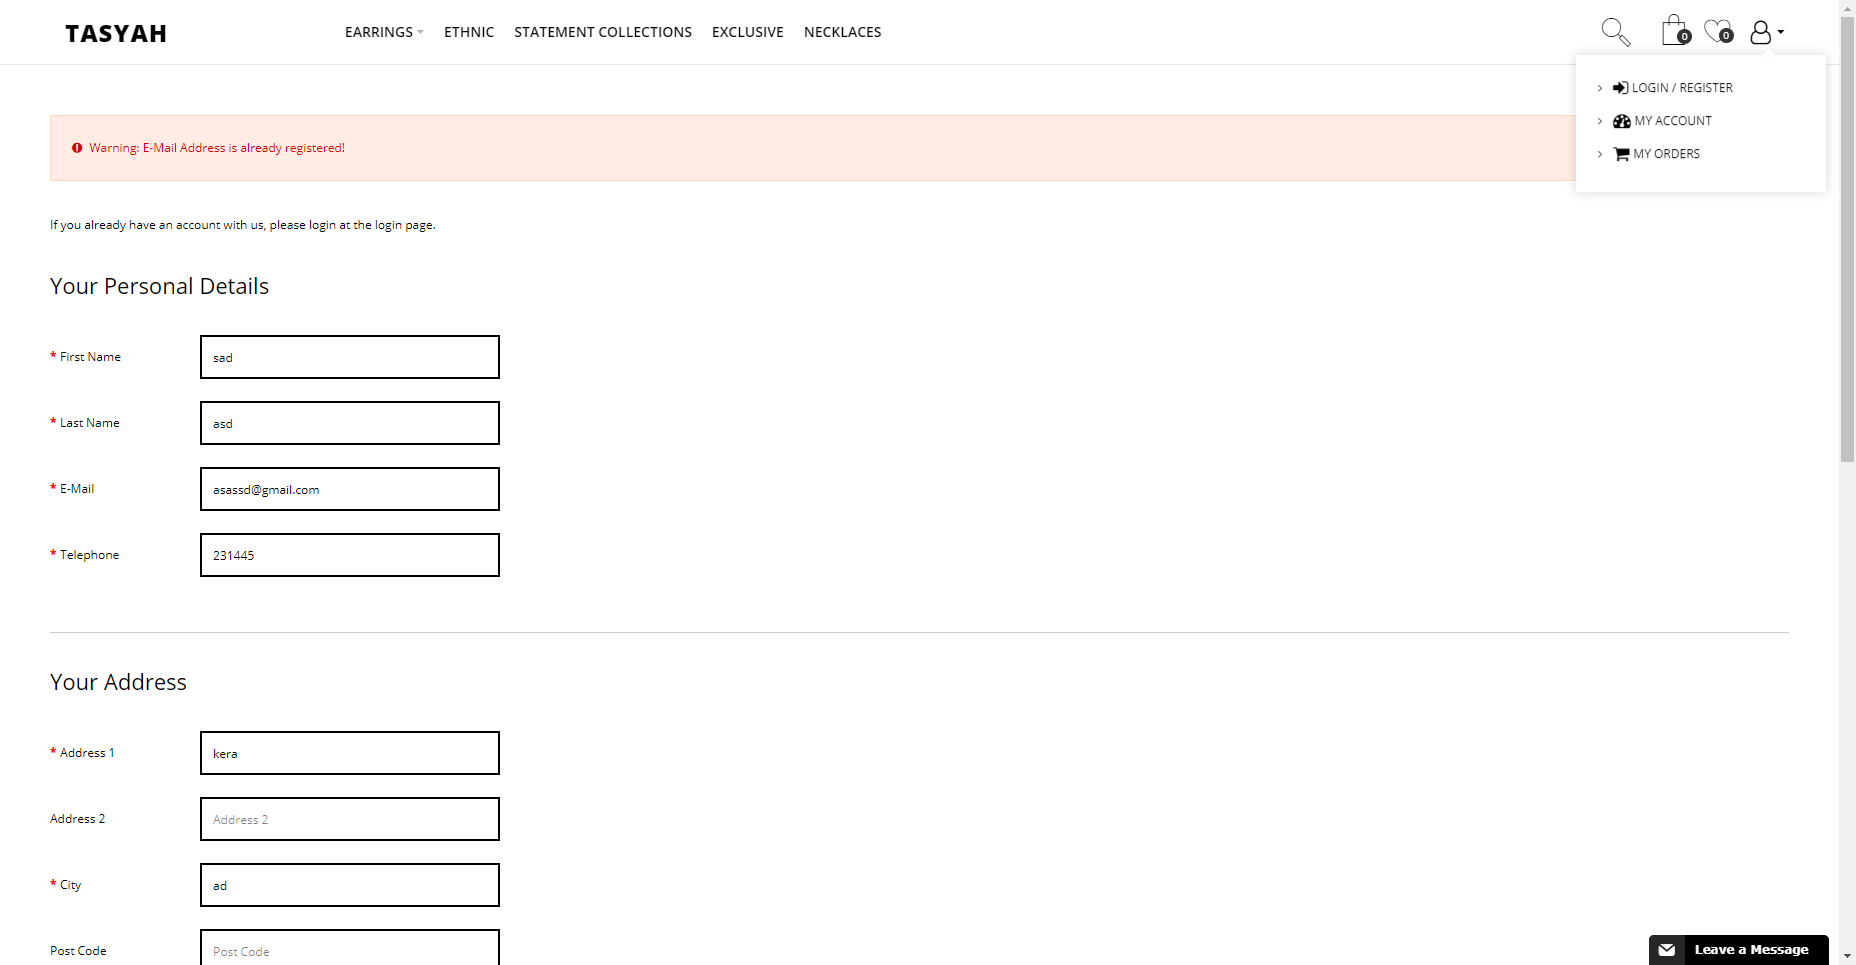 TASYAH
EARRINGS ETHNIC STATEMENT COLLECTIONS EXCLUSIVE NECKLACES
0 0
LOGIN / REGISTER
MY ACCOUNT
MY ORDERS
Warning: E-Mail Address is already registered!
If you already have an account with us, please login at the login page.
Your Personal Details
* First Name sad
* Last Name asd
* E-Mail asassd@gmail.com
* Telephone 231445
Your Address
* Address 1 kera
Address 2 Address 2
* City ad
Post Code Post Code
Leave a Message